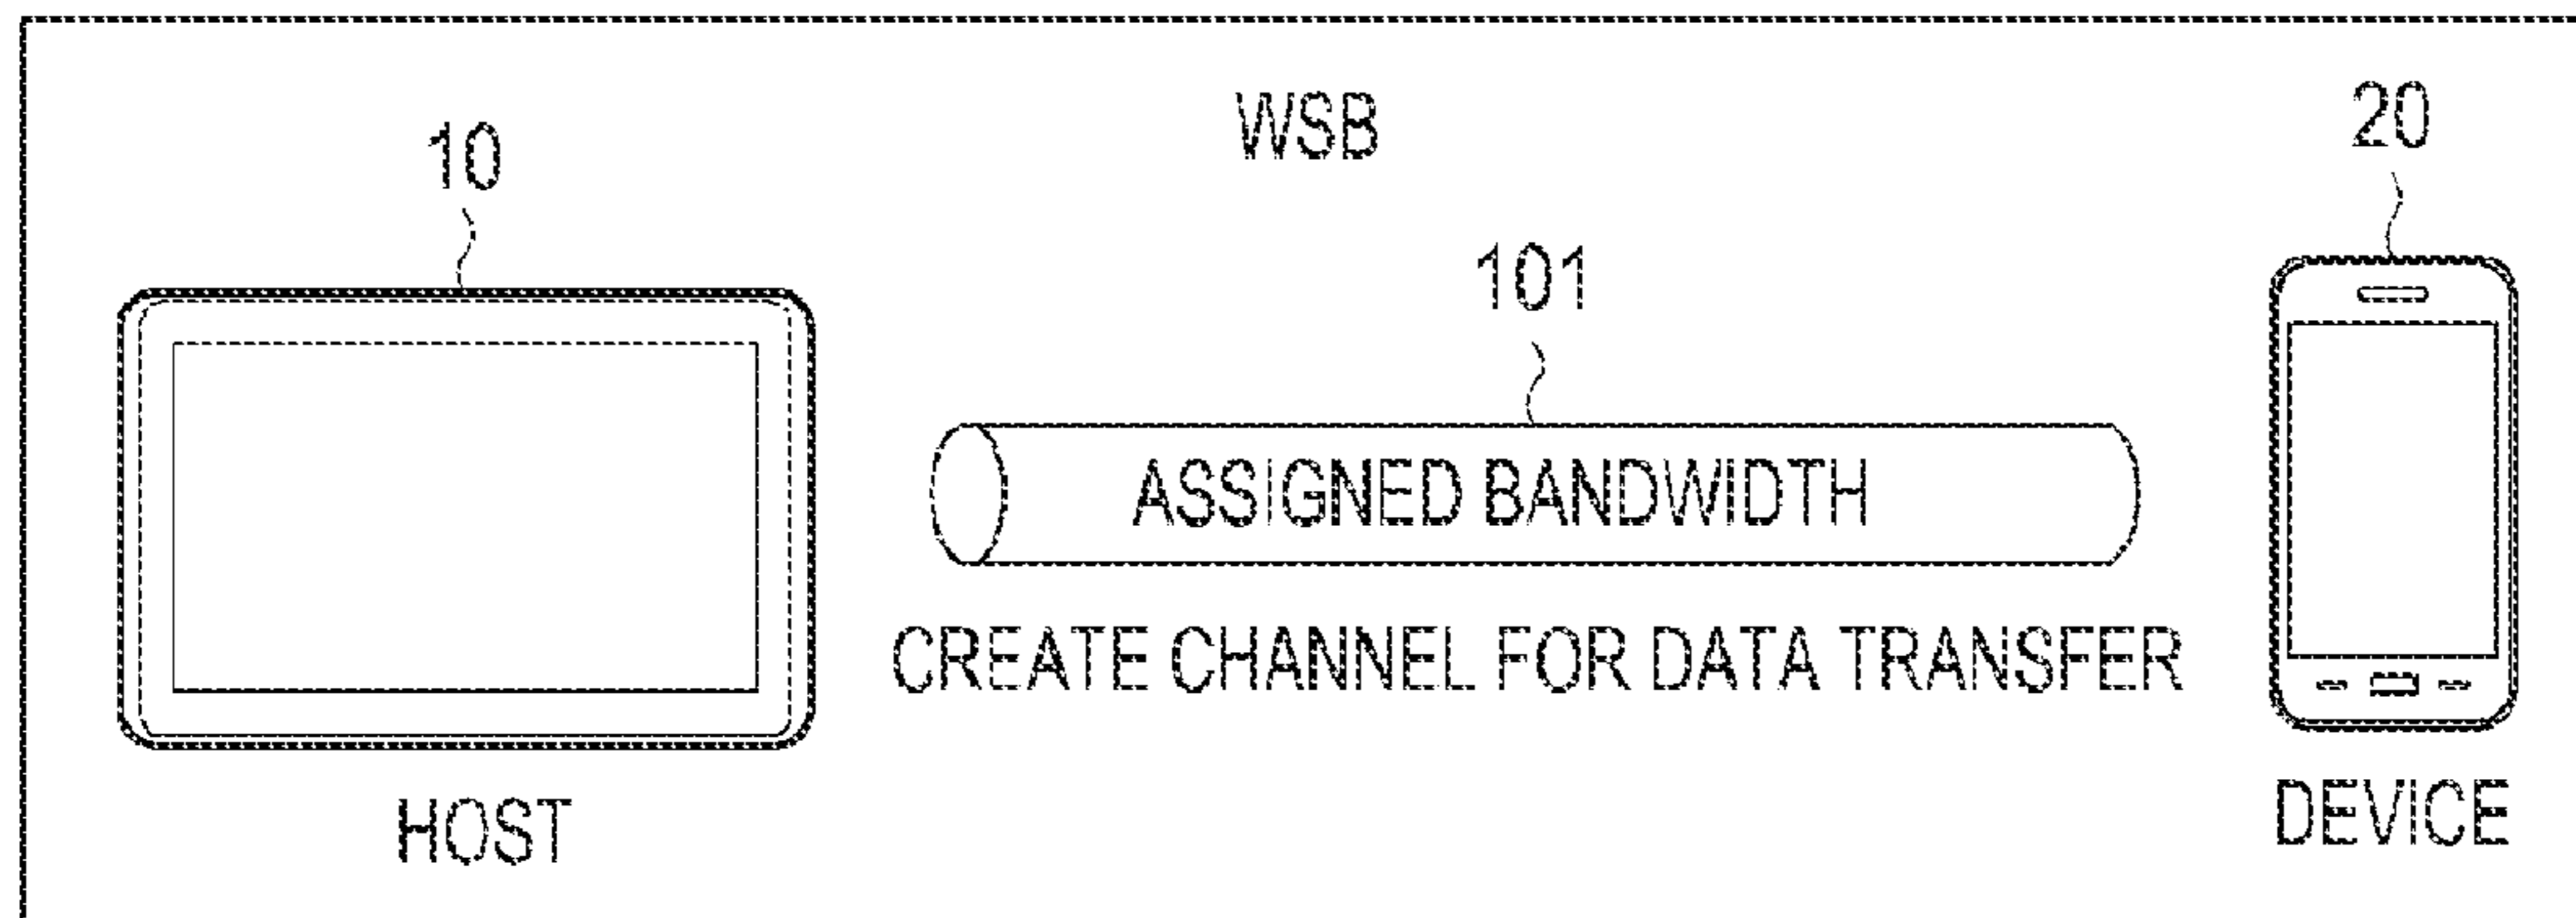 WSB
10
20
101
ASSIGNED BANDWIDTH
CREATE CHANNEL FOR DATA TRANSFER
HOST
DEVICE